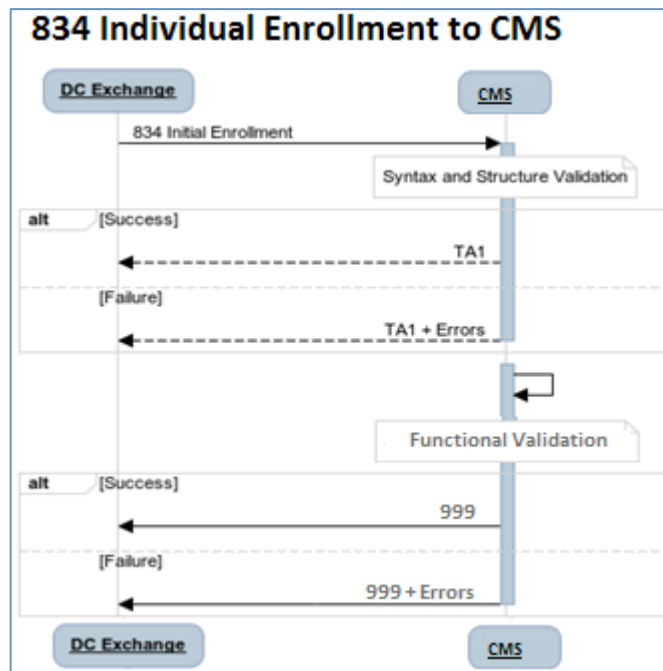 834 Individual Enrollment to CMS
DC Exchange
CMS
834 Initial Enrollment
Syntax and Structure Validation
alt
[Success]
TA1
[Failure]
TA1 + Errors
Functional Validation
alt
[Success]
999
[Failure]
999 + Errors
DC Exchange
CMS